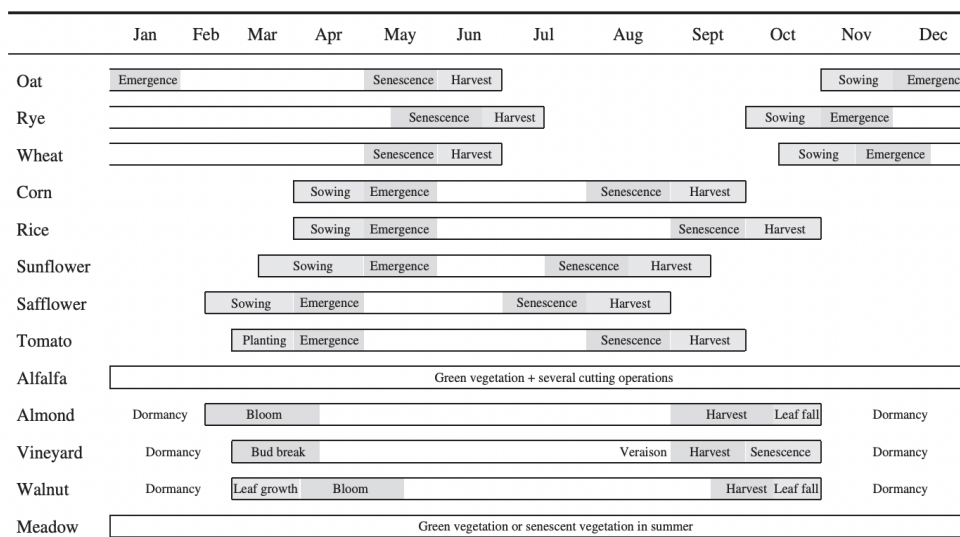 Jan Feb Mar Apr May Jun Jul Aug Sept Oct Nov Dec
Oat Emergence Senescence Harvest Sowing Emergenc
Rye Senescence Harvest Sowing Emergence
Wheat Senescence Harvest Sowing Emergence
Corn Sowing Emergence Senescence Harvest
Rice Sowing Emergence Senescence Harvest
Sunflower Sowing Emergence Senescence Harvest
Safflower Sowing Emergence Senescence Harvest
Tomato Planting Emergence Senescence Harvest
Alfalfa Green vegetation + several cutting operations
Almond Dormancy Bloom Harvest Leaf fall Dormancy
Vineyard Dormancy Bud break Veraison Harvest Senescence Dormancy
Walnut Dormancy Leaf growth Bloom Harvest Leaf fall Dormancy
Meadow Green vegetation or senescent vegetation in summer